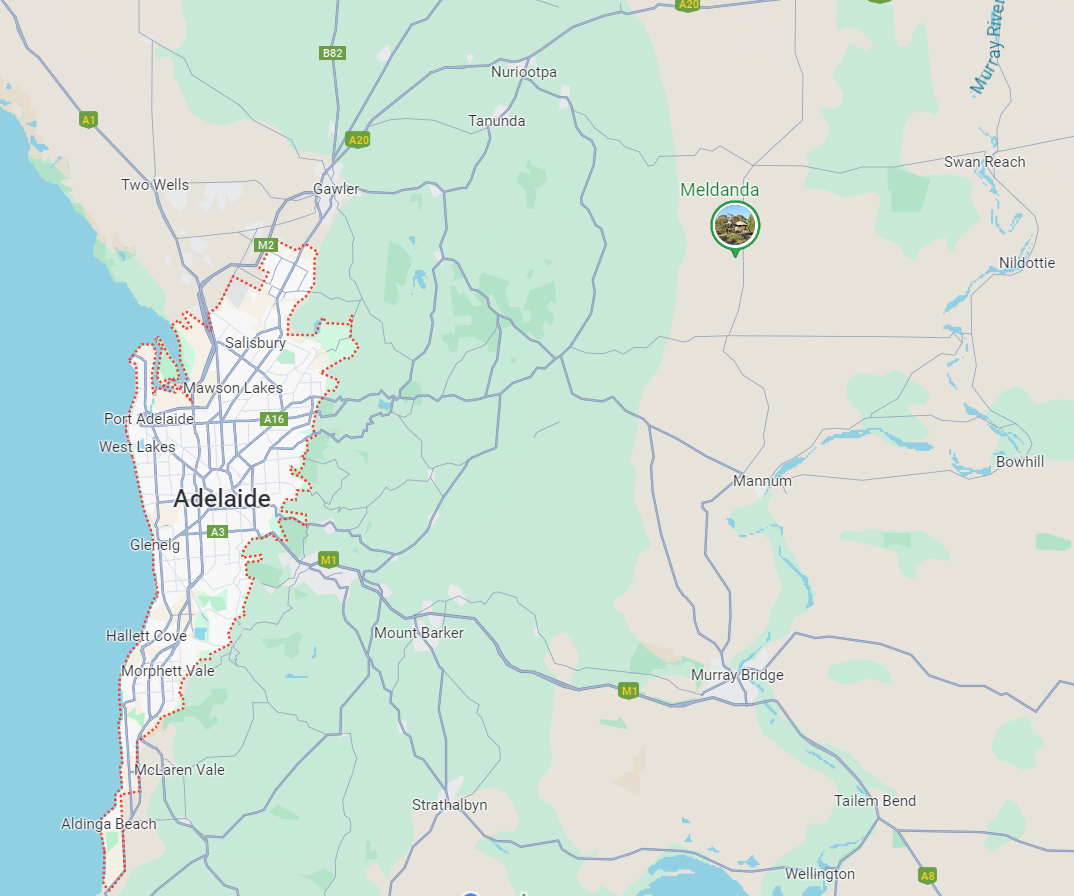 A20
Murray River
B82
Nuriootpa
A1
Tanunda
A20
Swan Reach
Two Wells
Gawler
Meldanda
M2
Nildottie
Salisbury
Mawson Lakes
Port Adelaide
A16
West Lakes
Bowhill
Mannum
Adelaide
A3
Glenelg
M1
Hallett Cove
Mount Barker
Morphett Vale
Murray Bridge
M1
McLaren Vale
Strathalbyn
Tailem Bend
Aldinga Beach
Wellington
A8